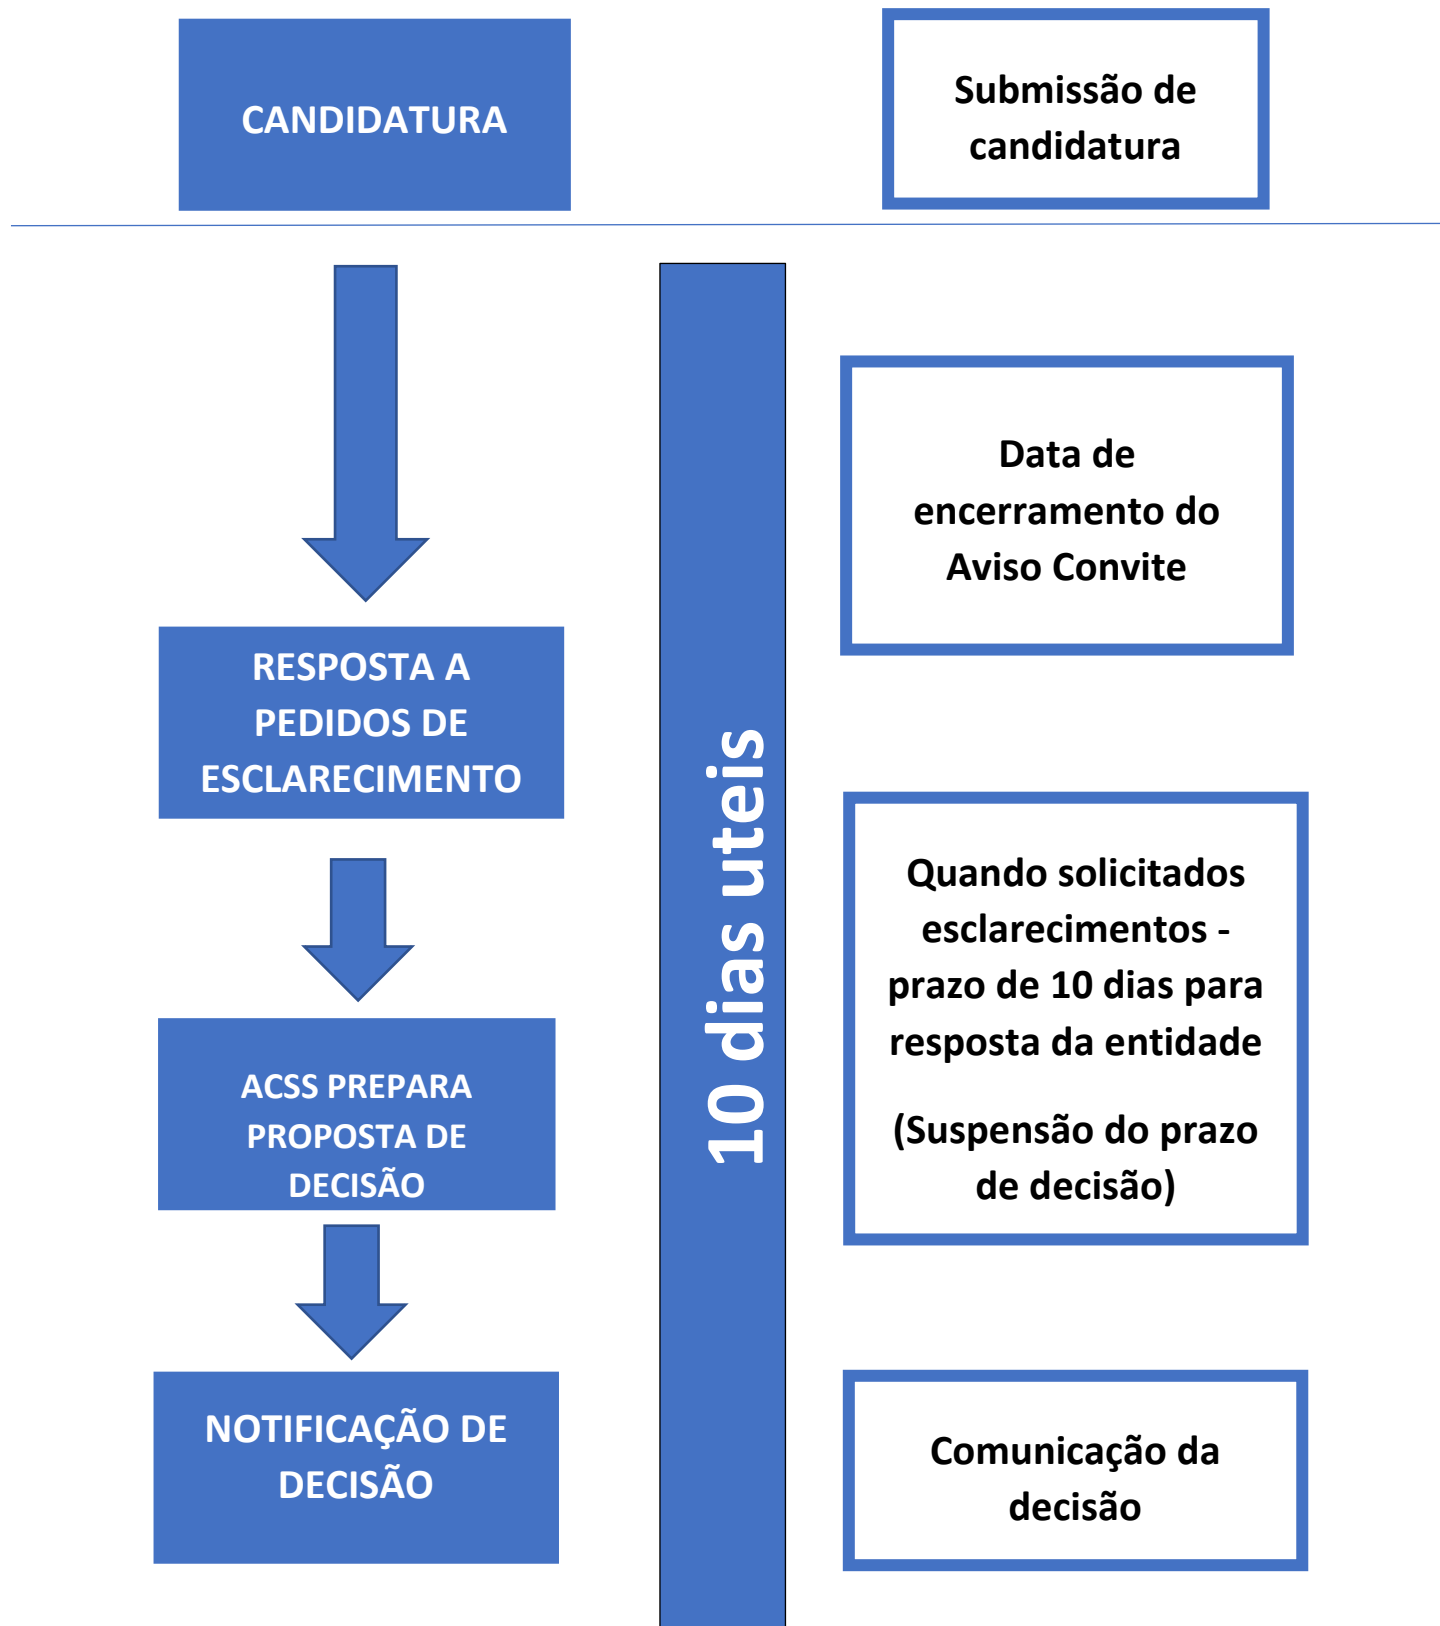 CANDIDATURA
Submissão de
candidatura
Data de
encerramento do
Aviso Convite
RESPOSTA A
PEDIDOS DE
ESCLARECIMENTO
10 dias uteis
Quando solicitados
esclarecimentos -
prazo de 10 dias para
resposta da entidade
(Suspensão do prazo
de decisão)
ACSS PREPARA
PROPOSTA DE
DECISÃO
NOTIFICAÇÃO DE
DECISÃO
Comunicação da
decisão